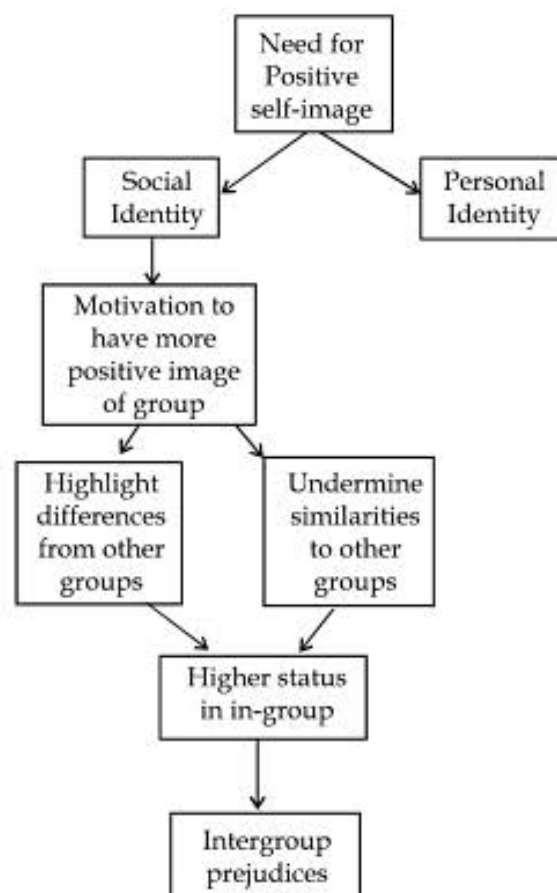 Need for
Positive
self-image
Social
Identity
Personal
Identity
Motivation to
have more
positive image
of group
Highlight
differences
from other
groups
Undermine
similarities
to other
groups
Higher status
in in-group
Intergroup
prejudices